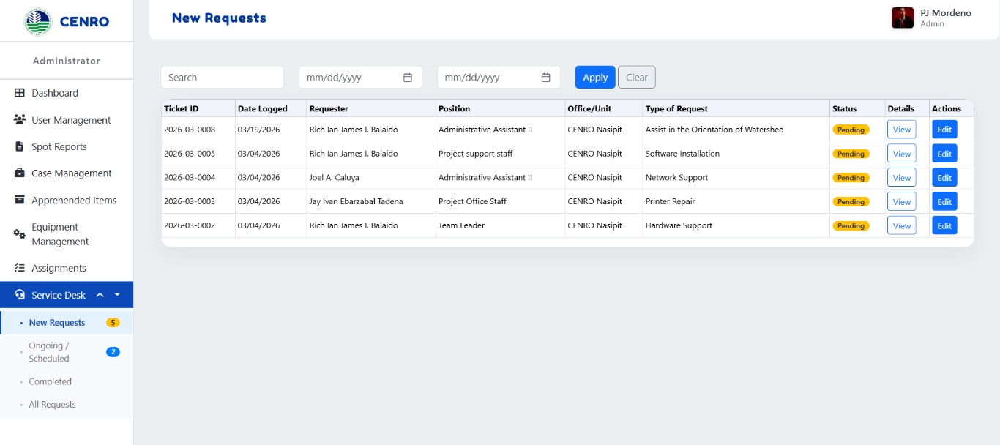 CENRO
Administrator
Dashboard
User Management
Spot Reports
Case Management
Apprehended Items
Equipment
Management
Assignments
Service Desk
New Requests 5
Ongoing /
Scheduled 2
Completed
All Requests
New Requests
PJ Mordeno
Admin
Search mm/dd/yyyy mm/dd/yyyy Apply Clear
Ticket ID Date Logged Requester Position Office/Unit Type of Request Status Details Actions
2026-03-0008 03/19/2026 Rich Ian James I. Balaido Administrative Assistant II CENRO Nasipit Assist in the Orientation of Watershed Pending View Edit
2026-03-0005 03/04/2026 Rich Ian James I. Balaido Project support staff CENRO Nasipit Software Installation Pending View Edit
2026-03-0004 03/04/2026 Joel A. Caluya Administrative Assistant II CENRO Nasipit Network Support Pending View Edit
2026-03-0003 03/04/2026 Jay Ivan Ebarzabal Tadena Project Office Staff CENRO Nasipit Printer Repair Pending View Edit
2026-03-0002 03/04/2026 Rich Ian James I. Balaido Team Leader CENRO Nasipit Hardware Support Pending View Edit